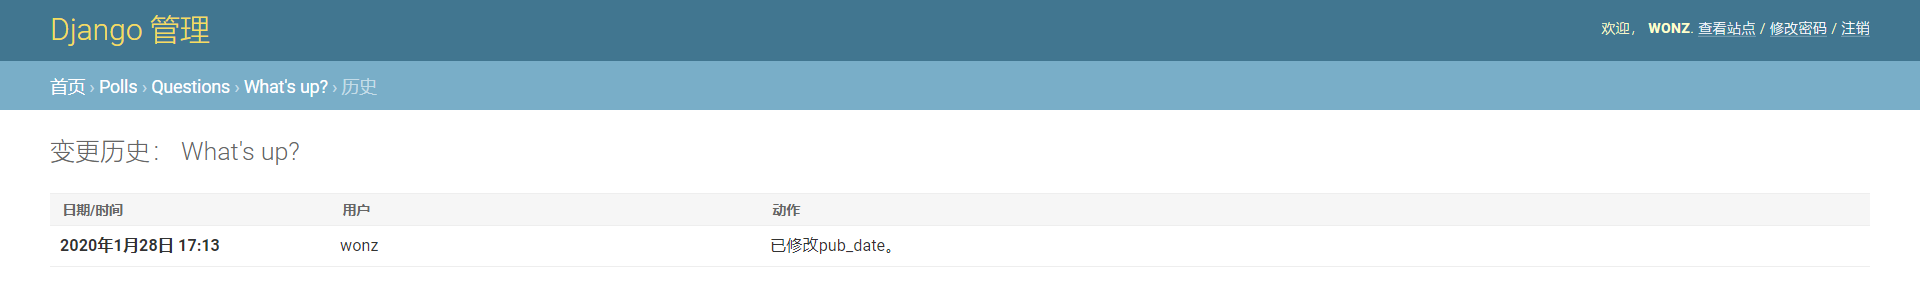 Django 管理
欢迎， WONZ. 查看站点 / 修改密码 / 注销
首页 › Polls › Questions › What's up? › 历史
变更历史： What's up?
日期/时间 用户 动作
2020年1月28日 17:13 wonz 已修改pub_date。